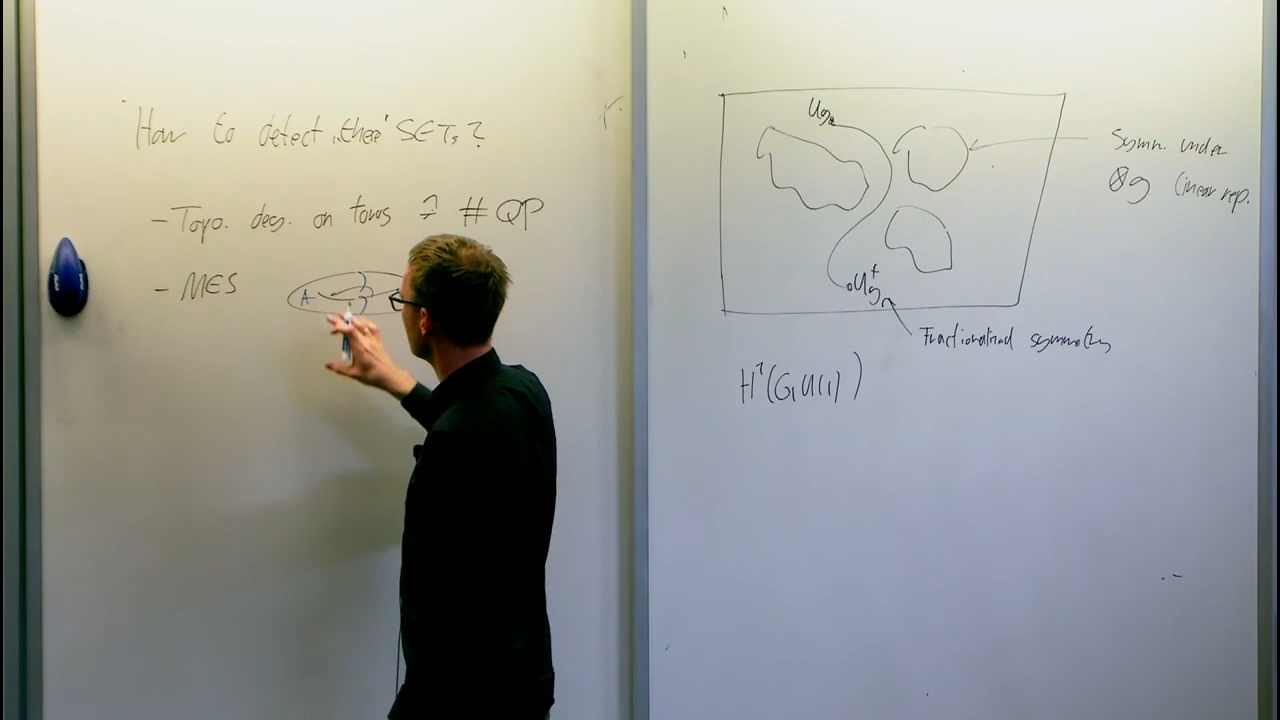 How to detect „these" SETs?
- Topo. deg. on torus = # QP
- MES
A
Ug
Symm. under
⊗g linear rep.
U†g
Fractionalized symmetry
H²(G,U(1))